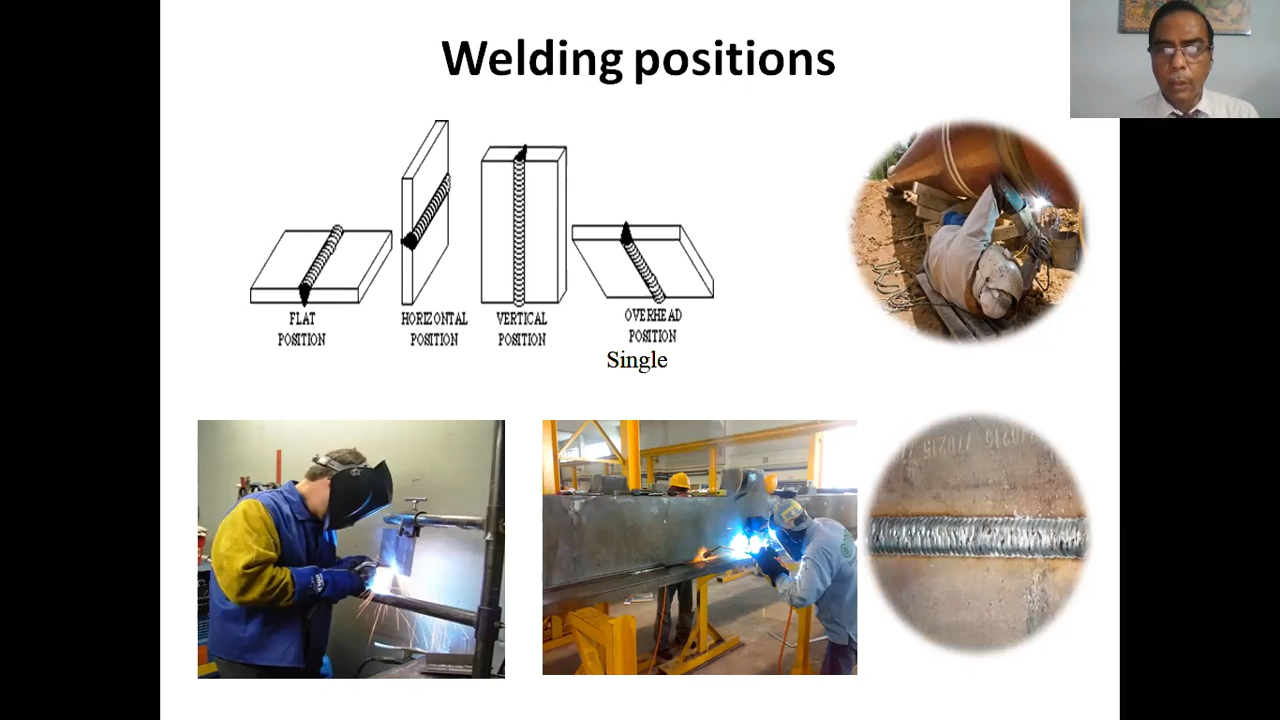 Welding positions
FLAT
POSITION
HORIZONTAL
POSITION
VERTICAL
POSITION
OVERHEAD
POSITION
Single